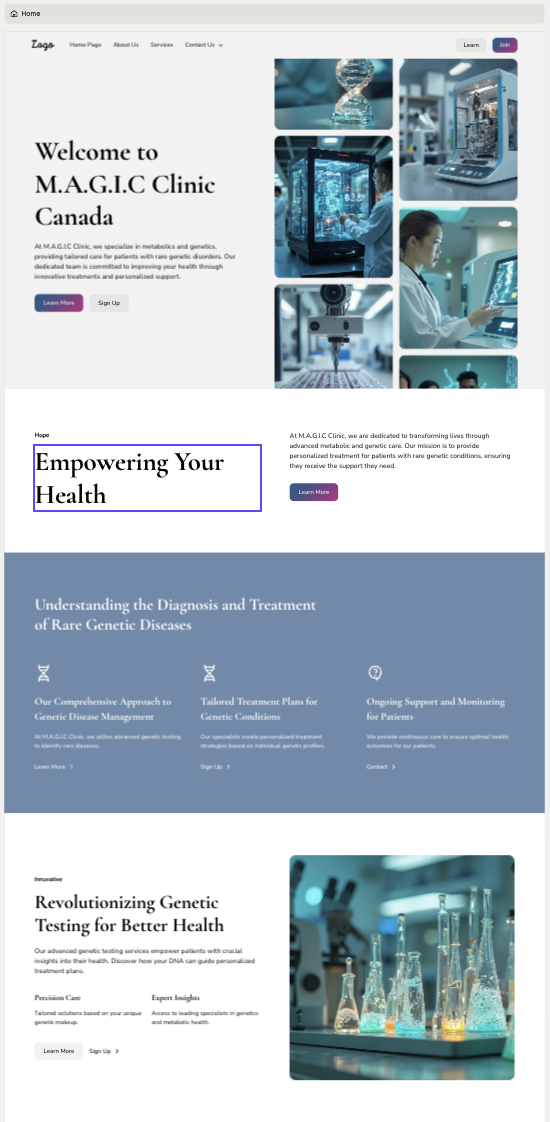 Home
Logo
Home Page
About Us
Services
Contact Us
Learn
Join
Welcome to
M.A.G.I.C Clinic
Canada
At M.A.G.I.C Clinic, we specialize in metabolics and genetics,
providing tailored care for patients with rare genetic disorders. Our
dedicated team is committed to improving your health through
innovative treatments and personalized support.
Learn More
Sign Up
Hope
Empowering Your
Health
At M.A.G.I.C Clinic, we are dedicated to transforming lives through
advanced metabolic and genetic care. Our mission is to provide
personalized treatment for patients with rare genetic conditions, ensuring
they receive the support they need.
Learn More
Understanding the Diagnosis and Treatment
of Rare Genetic Diseases
Our Comprehensive Approach to
Genetic Disease Management
At M.A.G.I.C Clinic, we utilize advanced genetic testing
to identify rare diseases.
Learn More
Tailored Treatment Plans for
Genetic Conditions
Our specialists create personalized treatment
strategies based on individual genetic profiles.
Sign Up
Ongoing Support and Monitoring
for Patients
We provide continuous care to ensure optimal health
outcomes for our patients.
Contact
Innovative
Revolutionizing Genetic
Testing for Better Health
Our advanced genetic testing services empower patients with crucial
insights into their health. Discover how your DNA can guide personalized
treatment plans.
Precision Care
Tailored solutions based on your unique
genetic makeup.
Expert Insights
Access to leading specialists in genetics
and metabolic health.
Learn More
Sign Up